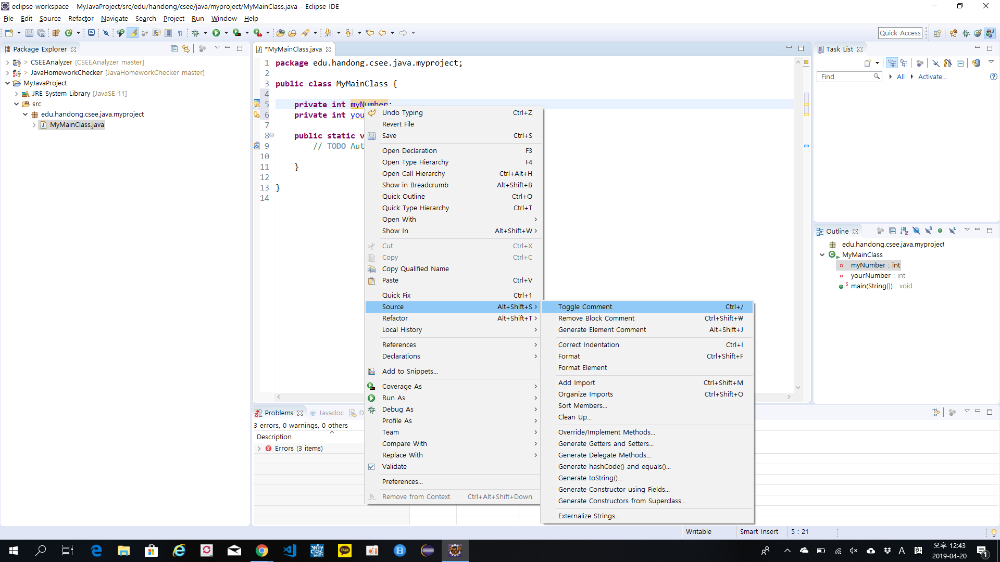 eclipse-workspace - MyJavaProject/src/edu/handong/csee/java/myproject/MyMainClass.java - Eclipse IDE
File Edit Source Refactor Navigate Search Project Run Window Help
Quick Access
Package Explorer
> CSEEAnalyzer [CSEEAnalyzer master]
> JavaHomeworkChecker [JavaHomeworkChecker master]
MyJavaProject
JRE System Library [JavaSE-11]
src
edu.handong.csee.java.myproject
MyMainClass.java
*MyMainClass.java
1 package edu.handong.csee.java.myproject;
2
3 public class MyMainClass {
4
5 private int myNumber;
6 private int you
7
8 public static v
9 // TODO Aut
10
11 }
12
13 }
14
Undo Typing Ctrl+Z
Revert File
Save Ctrl+S
Open Declaration F3
Open Type Hierarchy F4
Open Call Hierarchy Ctrl+Alt+H
Show in Breadcrumb Alt+Shift+B
Quick Outline Ctrl+O
Quick Type Hierarchy Ctrl+T
Open With
Show In Alt+Shift+W
Cut Ctrl+X
Copy Ctrl+C
Copy Qualified Name
Paste Ctrl+V
Quick Fix Ctrl+1
Source Alt+Shift+S
Refactor Alt+Shift+T
Local History
References
Declarations
Add to Snippets...
Coverage As
Run As
Debug As
Profile As
Team
Compare With
Replace With
Validate
Preferences...
Remove from Context Ctrl+Alt+Shift+Down
Toggle Comment Ctrl+/
Remove Block Comment Ctrl+Shift+₩
Generate Element Comment Alt+Shift+J
Correct Indentation Ctrl+I
Format Ctrl+Shift+F
Format Element
Add Import Ctrl+Shift+M
Organize Imports Ctrl+Shift+O
Sort Members...
Clean Up...
Override/Implement Methods...
Generate Getters and Setters...
Generate Delegate Methods...
Generate hashCode() and equals()...
Generate toString()...
Generate Constructor using Fields...
Generate Constructors from Superclass...
Externalize Strings...
Task List
Find All Activate...
Outline
edu.handong.csee.java.myproject
MyMainClass
myNumber : int
yourNumber : int
main(String[]) : void
Problems @ Javadoc D
3 errors, 0 warnings, 0 others
Description
Errors (3 items)
Writable Smart Insert 5 : 21
TALK
Java EE
IDE
A 한
오후 12:43
2019-04-20
1